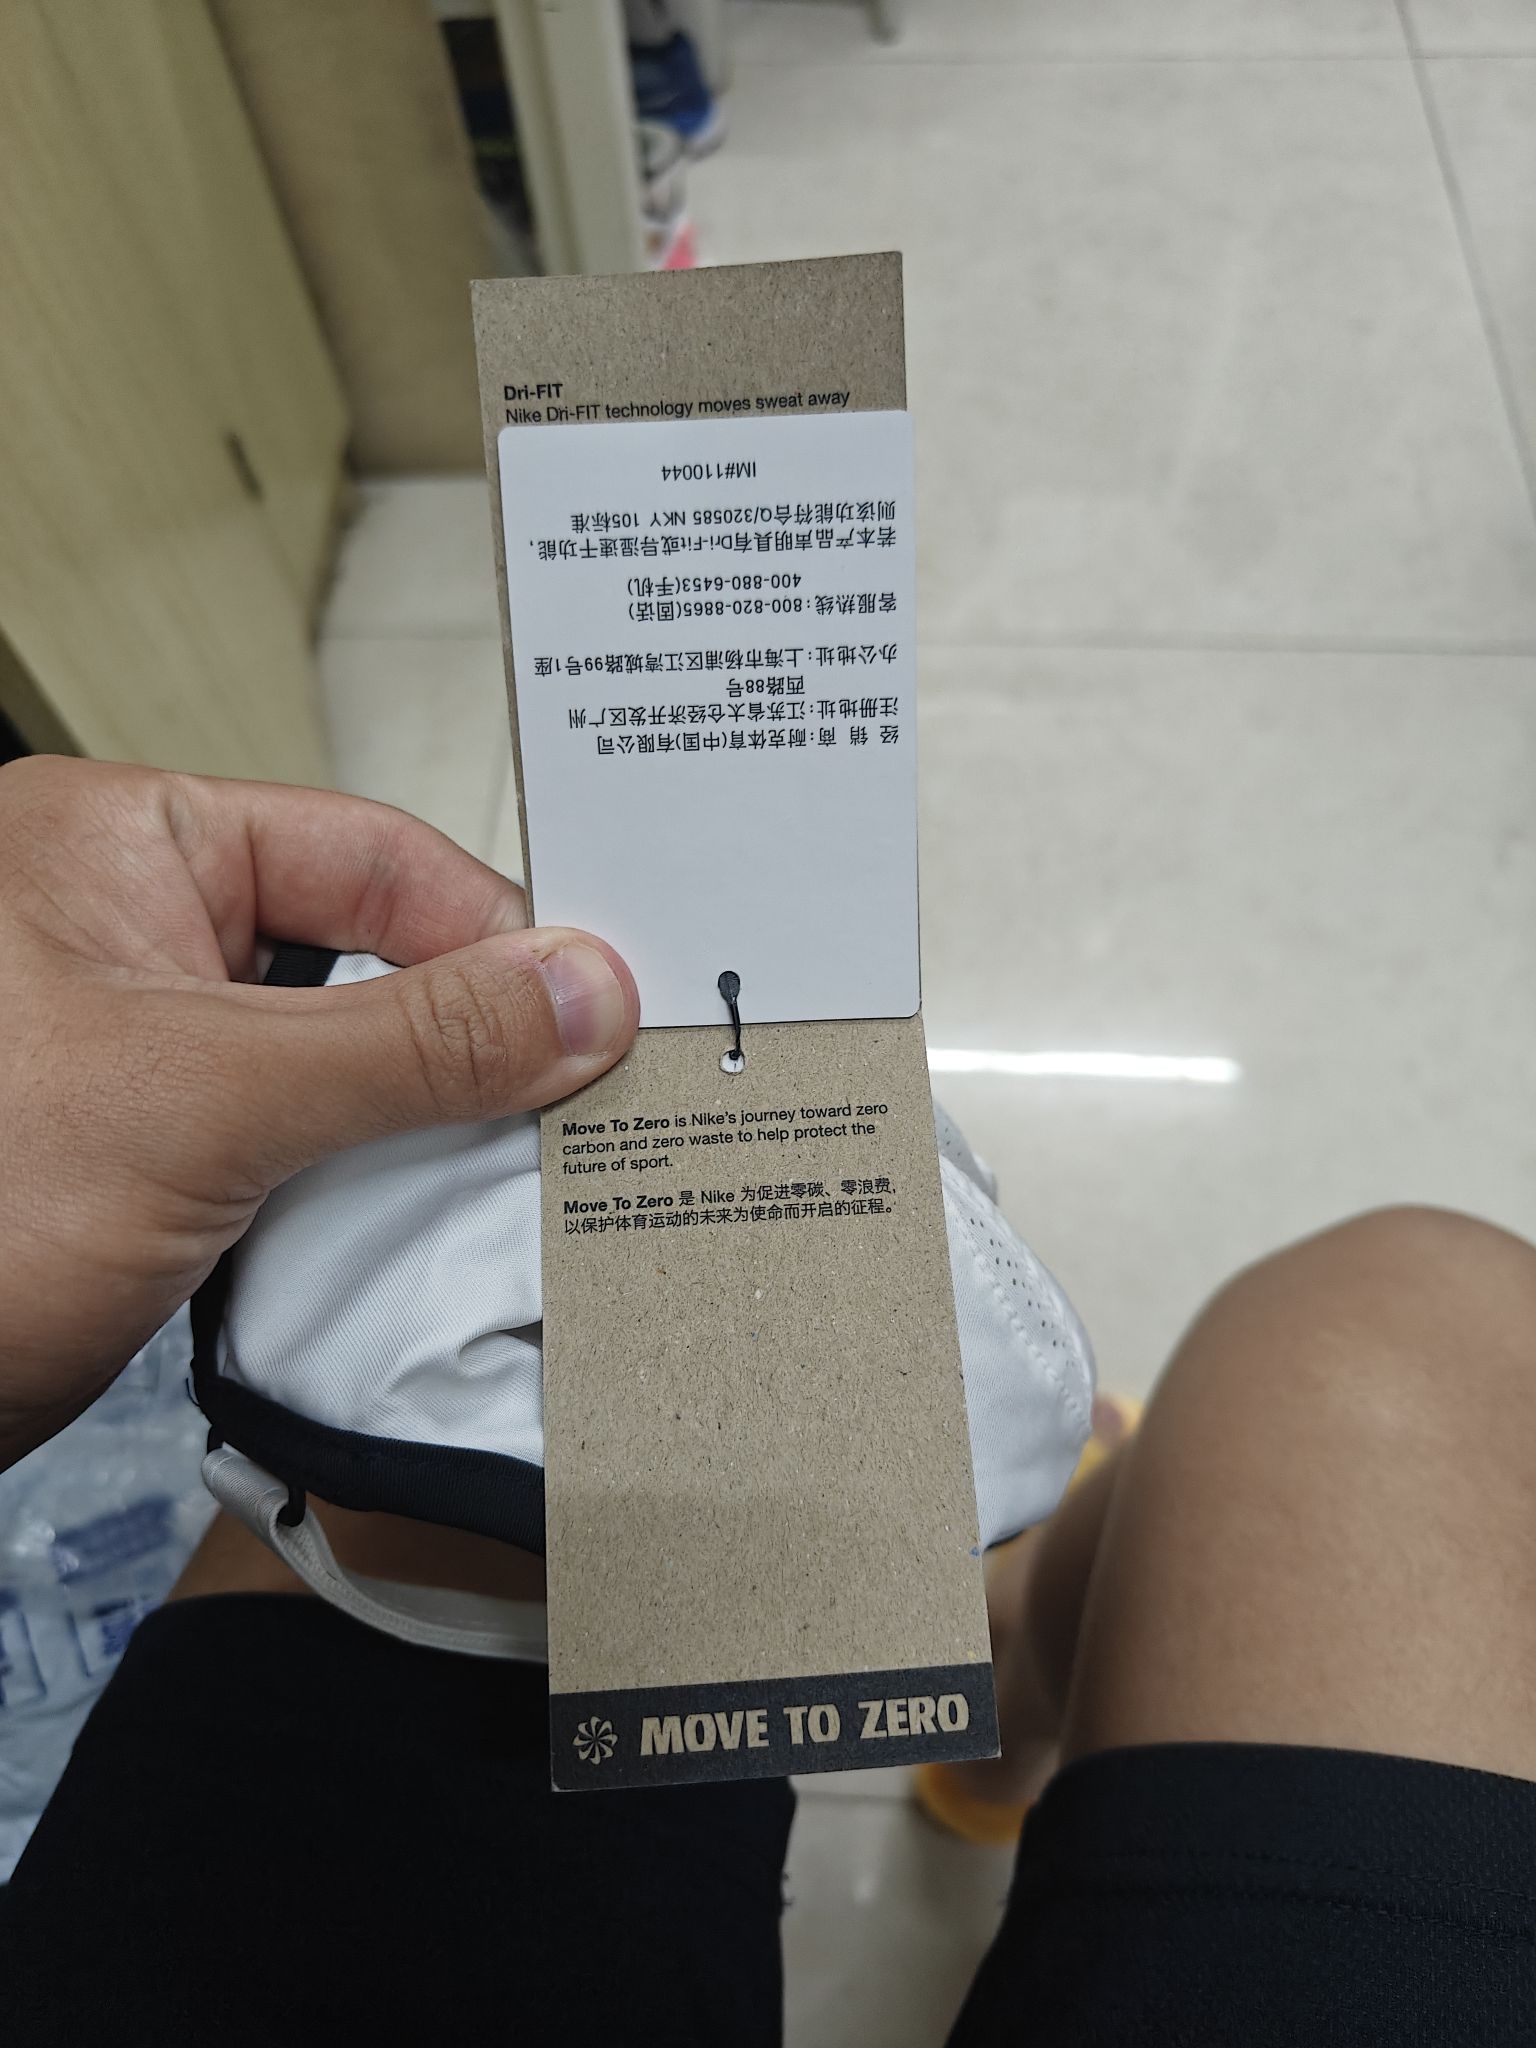 Dri-FIT
Nike Dri-FIT technology moves sweat away
经 销 商：耐克体育(中国)有限公司
注册地址：江苏省太仓经济开发区广州
西路88号
办公地址：上海市杨浦区江湾城路99号1座
客服热线：800-820-8865(固话)
400-880-6453(手机)
若本产品声明具有Dri-Fit或导湿速干功能，
则该功能符合Q/320585 NKY 105标准
IM#110044
Move To Zero is Nike's journey toward zero
carbon and zero waste to help protect the
future of sport.
Move To Zero 是 Nike 为促进零碳、零浪费，
以保护体育运动的未来为使命而开启的征程。
MOVE TO ZERO